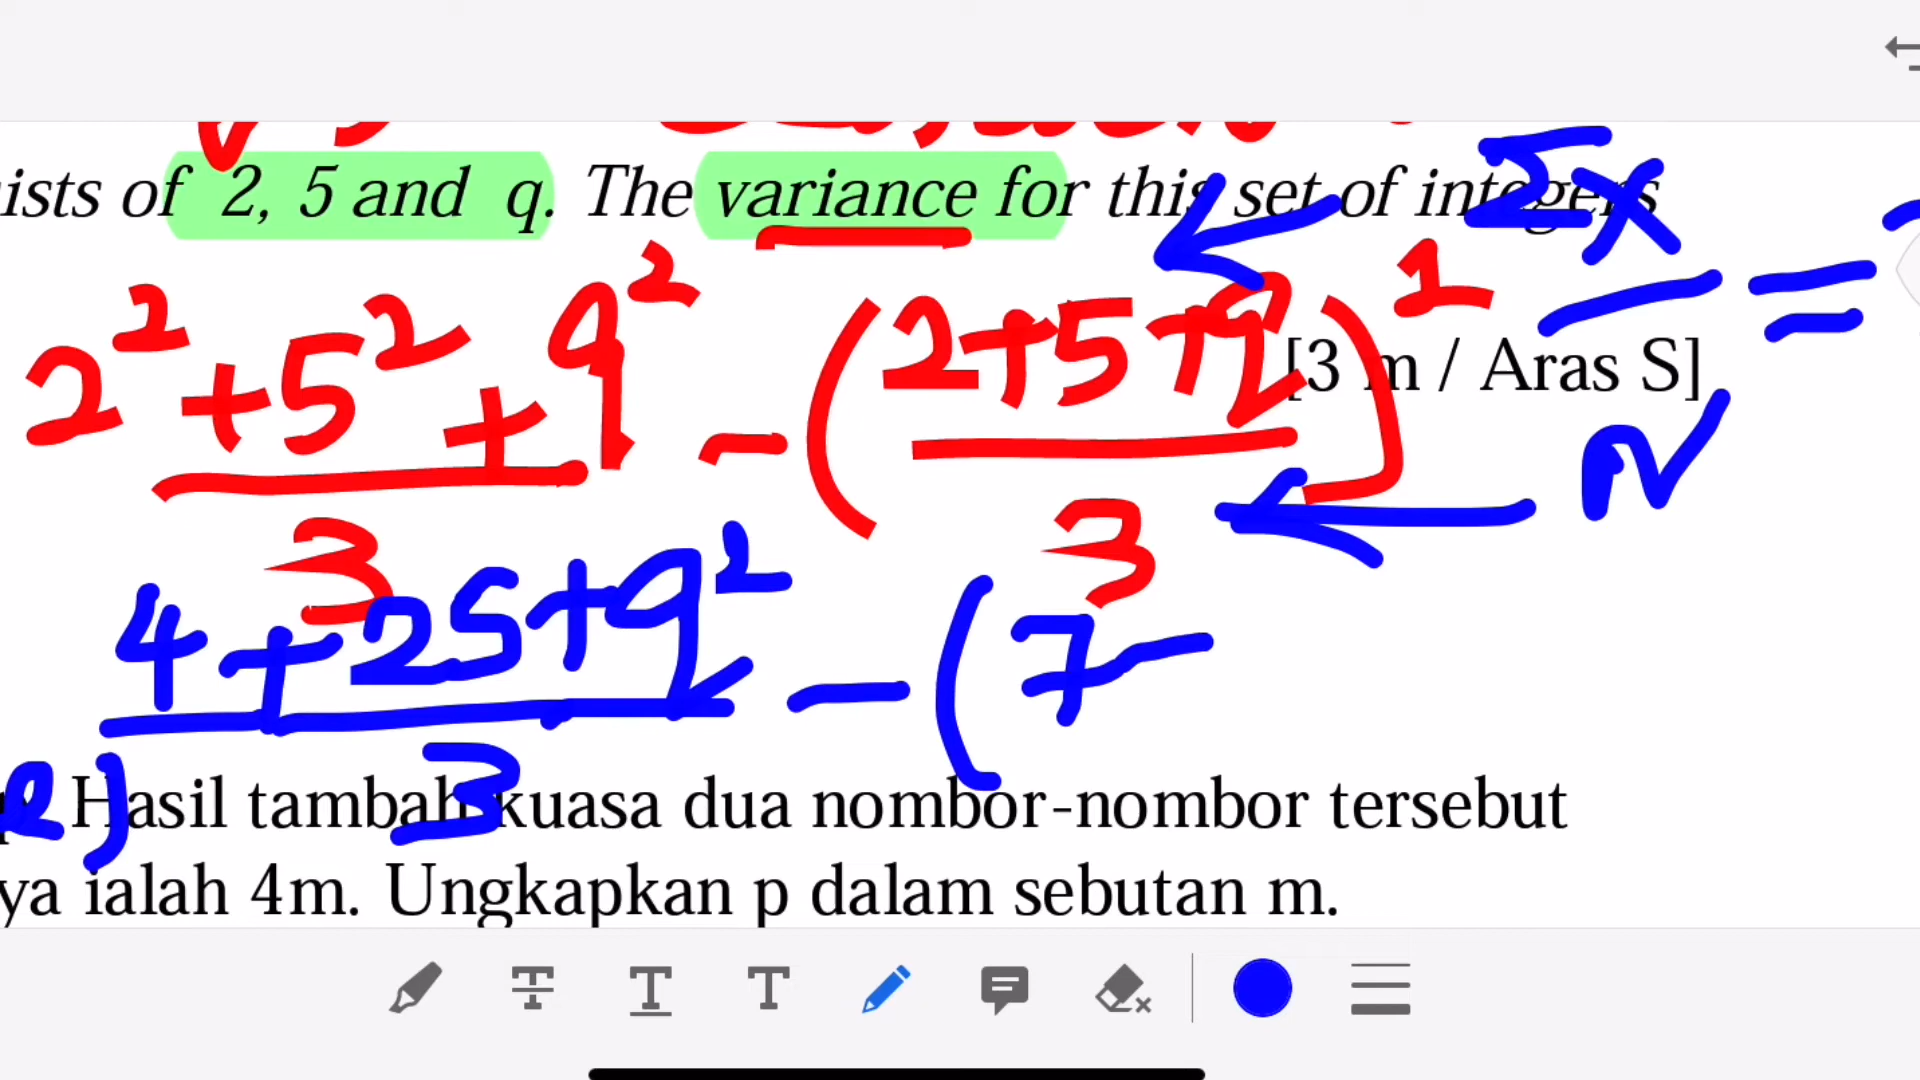 ists of 2, 5 and q. The variance for this set of integers
Σx
=
2² + 5² + q² - (2+5+q)²
[3 m / Aras S]
3
3
N
4 + 25 + q² - (7
3
e)
Hasil tambah kuasa dua nombor-nombor tersebut
ya ialah 4m. Ungkapkan p dalam sebutan m.
T T T